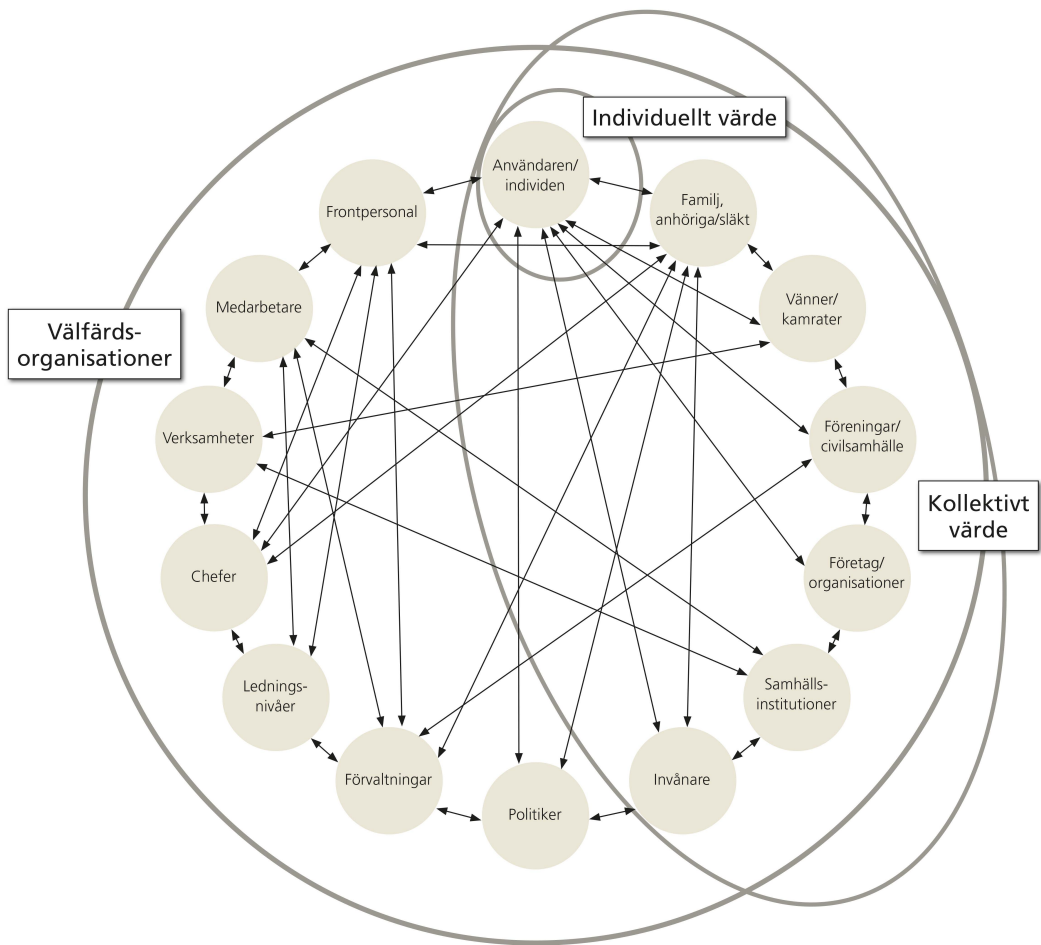 Individuellt värde
Användaren/
individen
Familj,
anhöriga/släkt
Frontpersonal
Vänner/
kamrater
Medarbetare
Välfärds-
organisationer
Föreningar/
civilsamhälle
Verksamheter
Kollektivt
värde
Företag/
organisationer
Chefer
Samhälls-
institutioner
Lednings-
nivåer
Invånare
Förvaltningar
Politiker